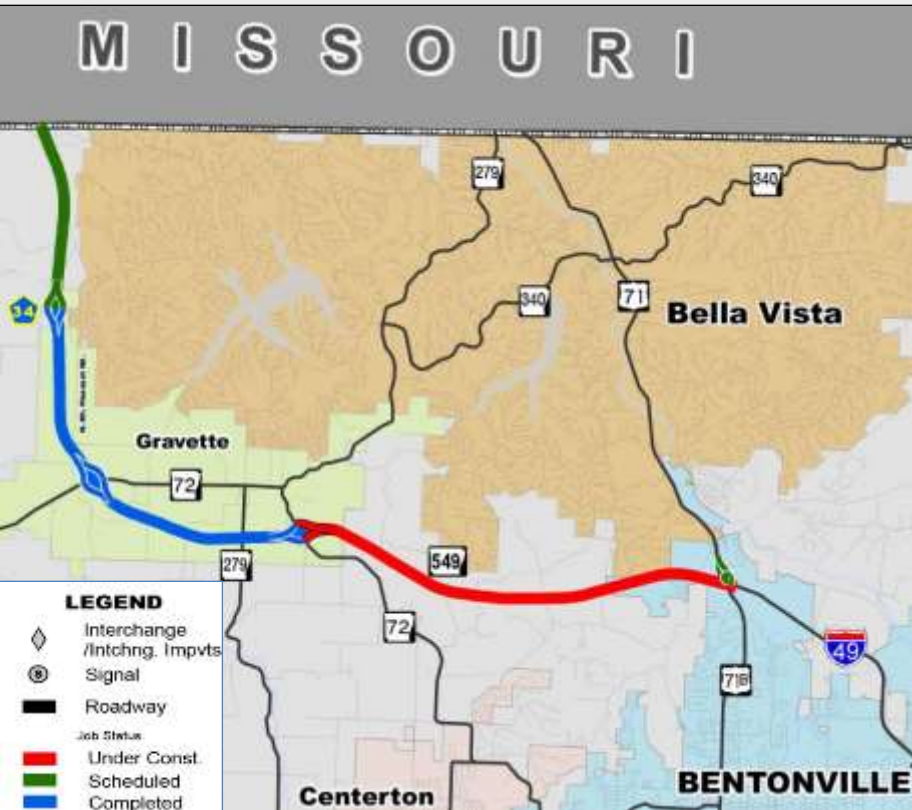 MISSOURI
279
340
34
340
71
Bella Vista
Gravette
72
549
279
72
49
71B
LEGEND
Interchange
/Intchng. Impvts
Signal
Roadway
Job Status
Under Const.
Scheduled
Completed
Centerton
BENTONVILLE